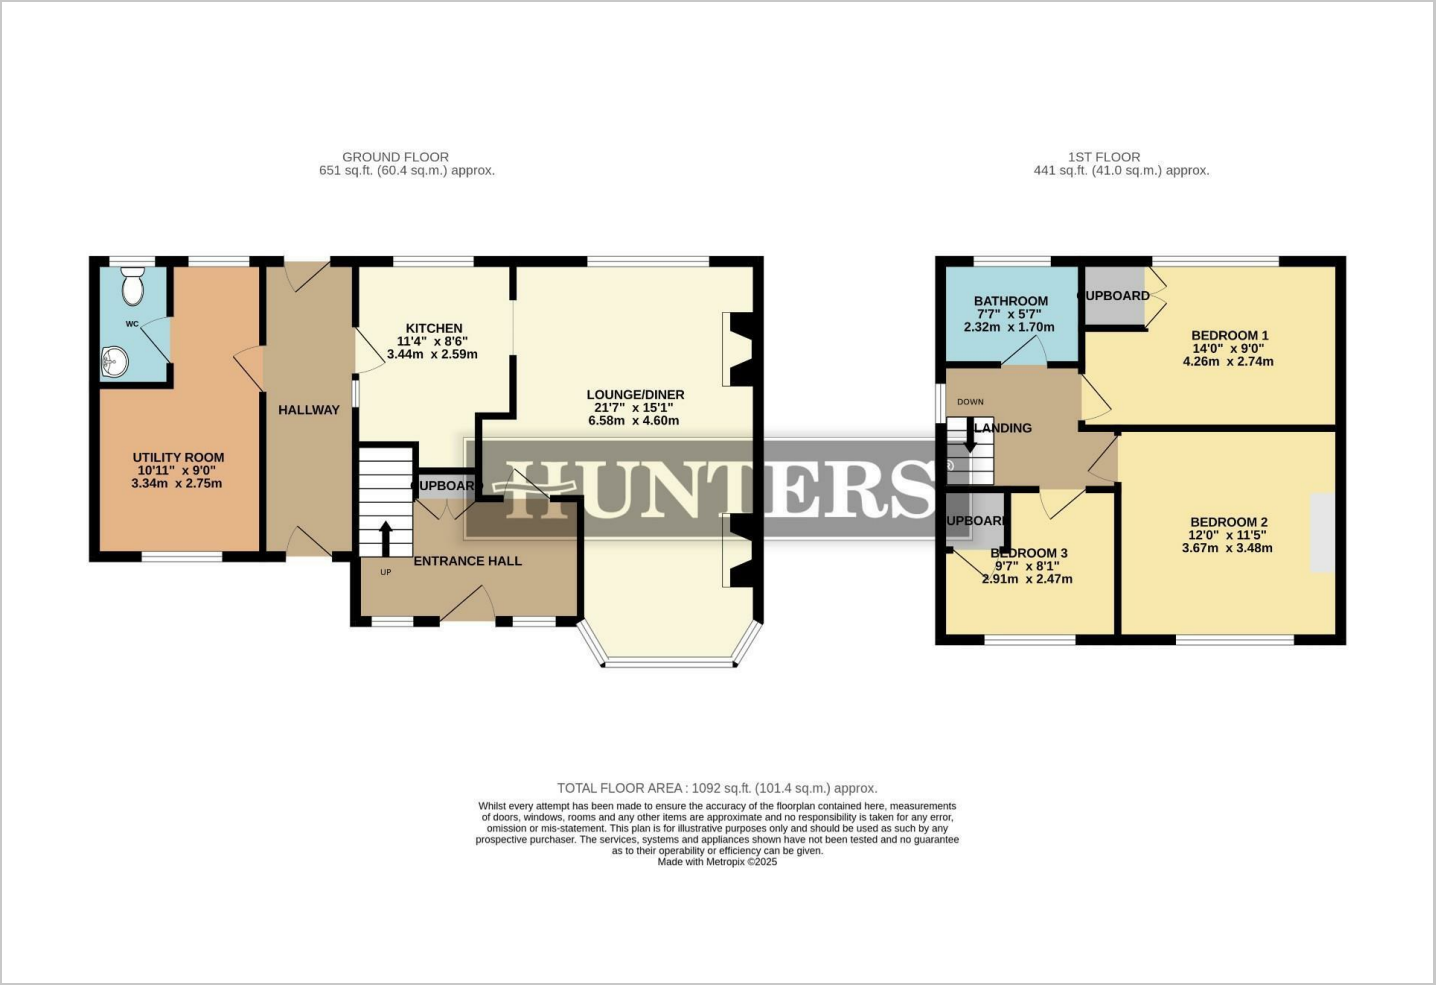 GROUND FLOOR
651 sq.ft. (60.4 sq.m.) approx.
1ST FLOOR
441 sq.ft. (41.0 sq.m.) approx.
WC
KITCHEN
11'4" x 8'6"
3.44m x 2.59m
LOUNGE/DINER
21'7" x 15'1"
6.58m x 4.60m
HALLWAY
UTILITY ROOM
10'11" x 9'0"
3.34m x 2.75m
UPBOARD
ENTRANCE HALL
UP
HUNTERS®
BATHROOM
7'7" x 5'7"
2.32m x 1.70m
UPBOARD
BEDROOM 1
14'0" x 9'0"
4.26m x 2.74m
DOWN
LANDING
UPBOARD
BEDROOM 2
12'0" x 11'5"
3.67m x 3.48m
BEDROOM 3
9'7" x 8'1"
2.91m x 2.47m
TOTAL FLOOR AREA : 1092 sq.ft. (101.4 sq.m.) approx.
Whilst every attempt has been made to ensure the accuracy of the floorplan contained here, measurements
of doors, windows, rooms and any other items are approximate and no responsibility is taken for any error,
omission or mis-statement. This plan is for illustrative purposes only and should be used as such by any
prospective purchaser. The services, systems and appliances shown have not been tested and no guarantee
as to their operability or efficiency can be given.
Made with Metropix ©2025